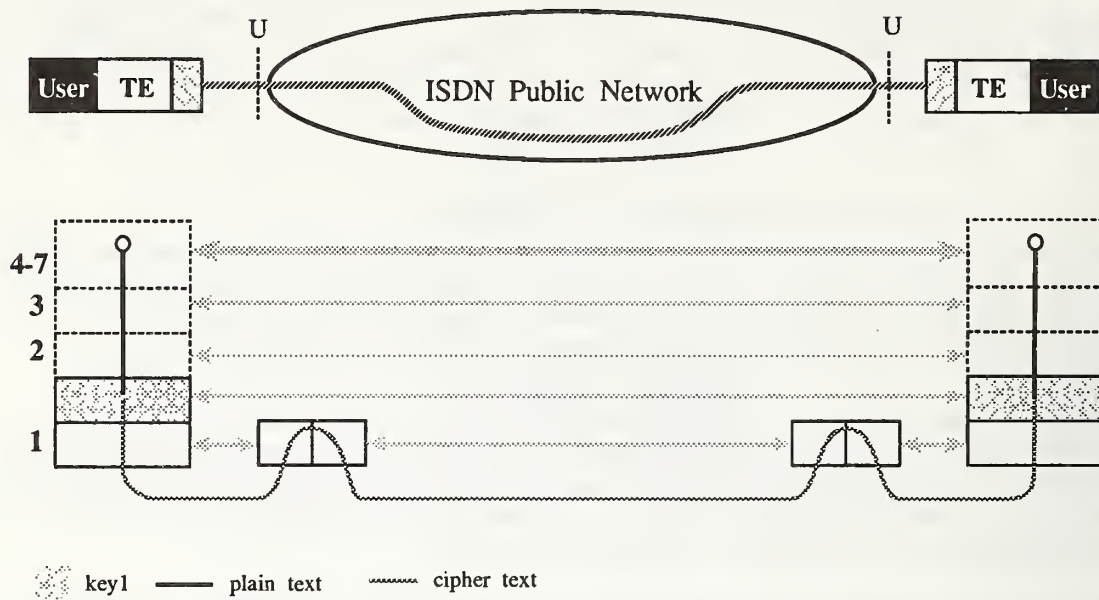 U
U
User TE
ISDN Public Network
TE User
4-7
3
2
1
key1
plain text
cipher text